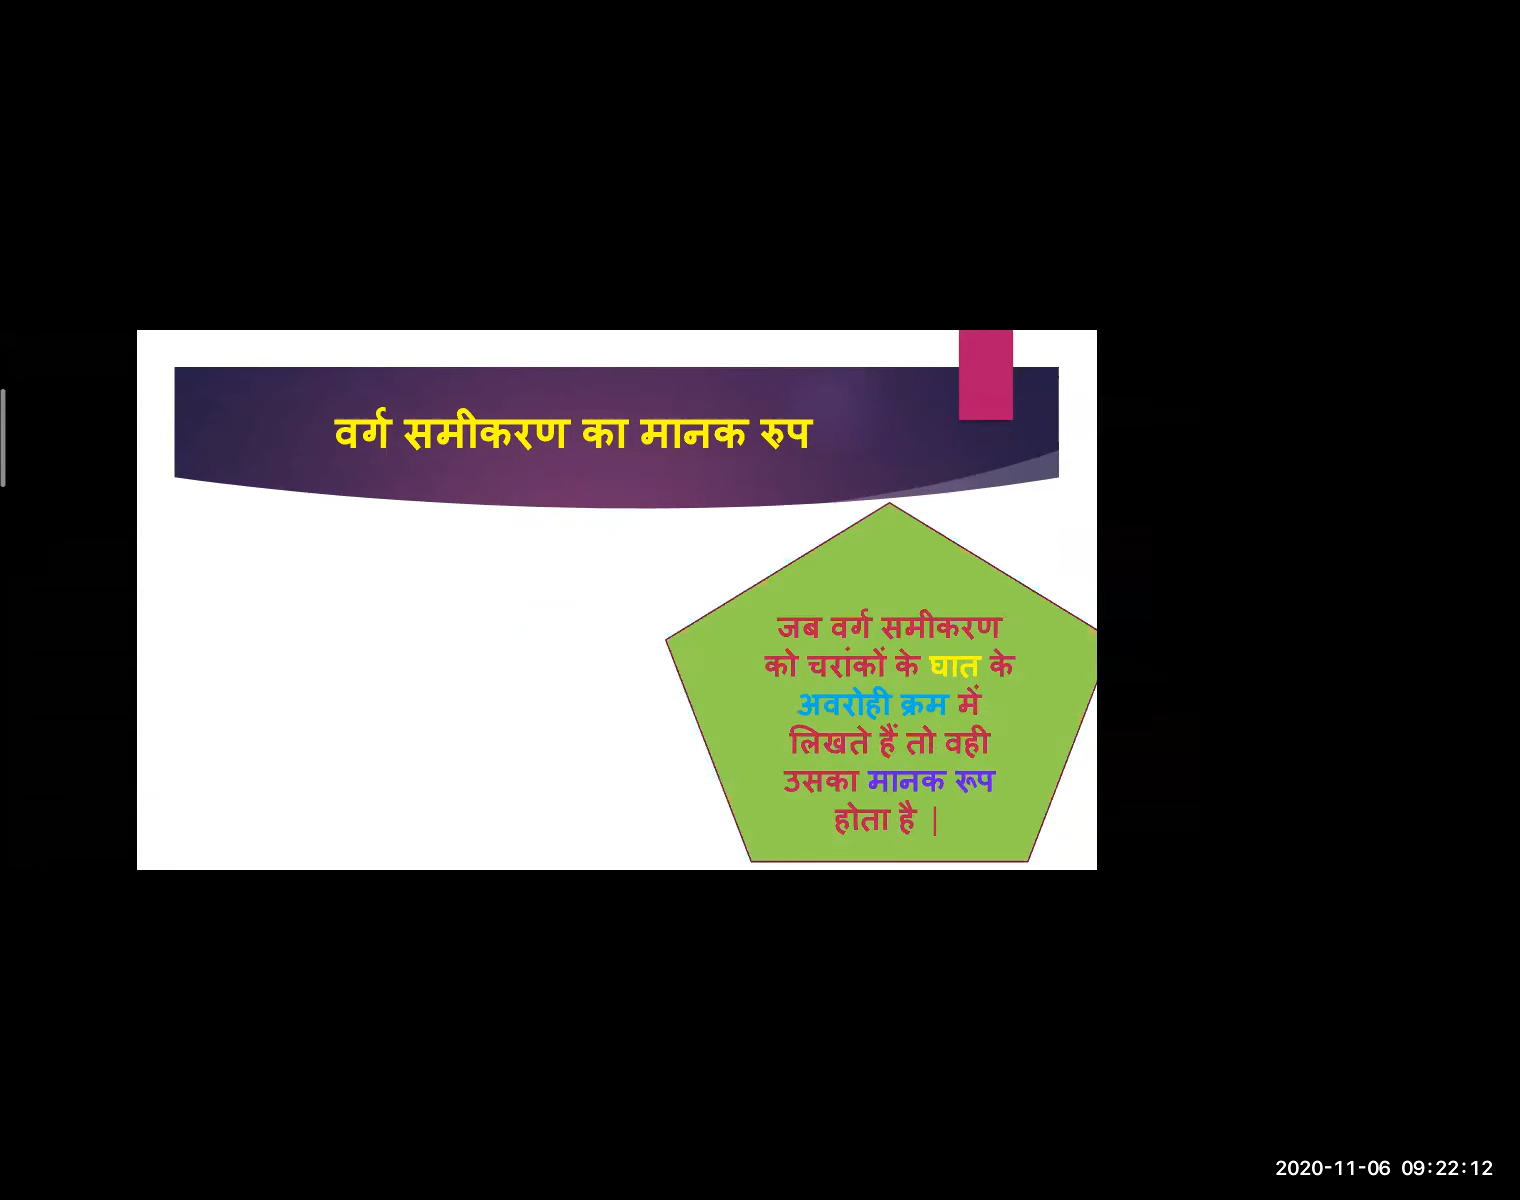 वर्ग समीकरण का मानक रुप
जब वर्ग समीकरण
को चरांकों के घात के
अवरोही क्रम में
लिखते हैं तो वही
उसका मानक रूप
होता है |
2020-11-06 09:22:12